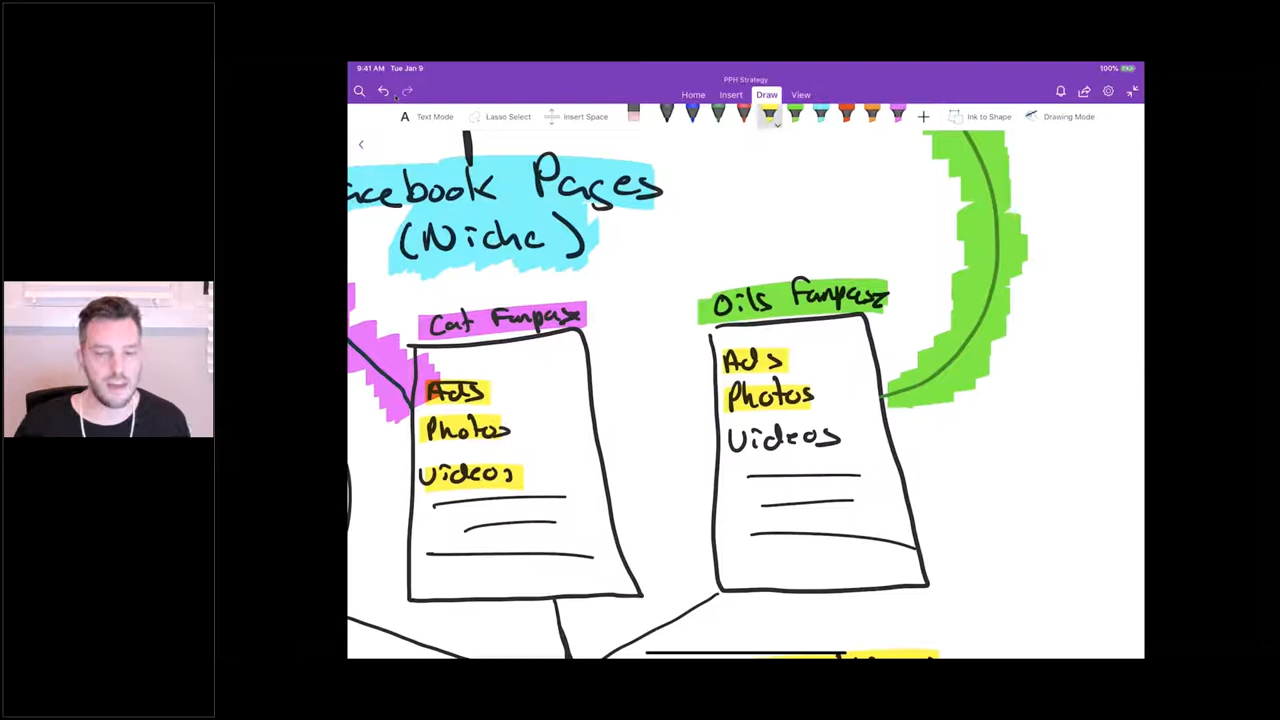 9:41 AM Tue Jan 9
100%
PPH Strategy
Home Insert Draw View
A Text Mode Lasso Select Insert Space Ink to Shape Drawing Mode
acebook Pages
(Niche)
Cat Fanpage
Ads
Photos
Videos
Oils Fanpage
Ads
Photos
Videos